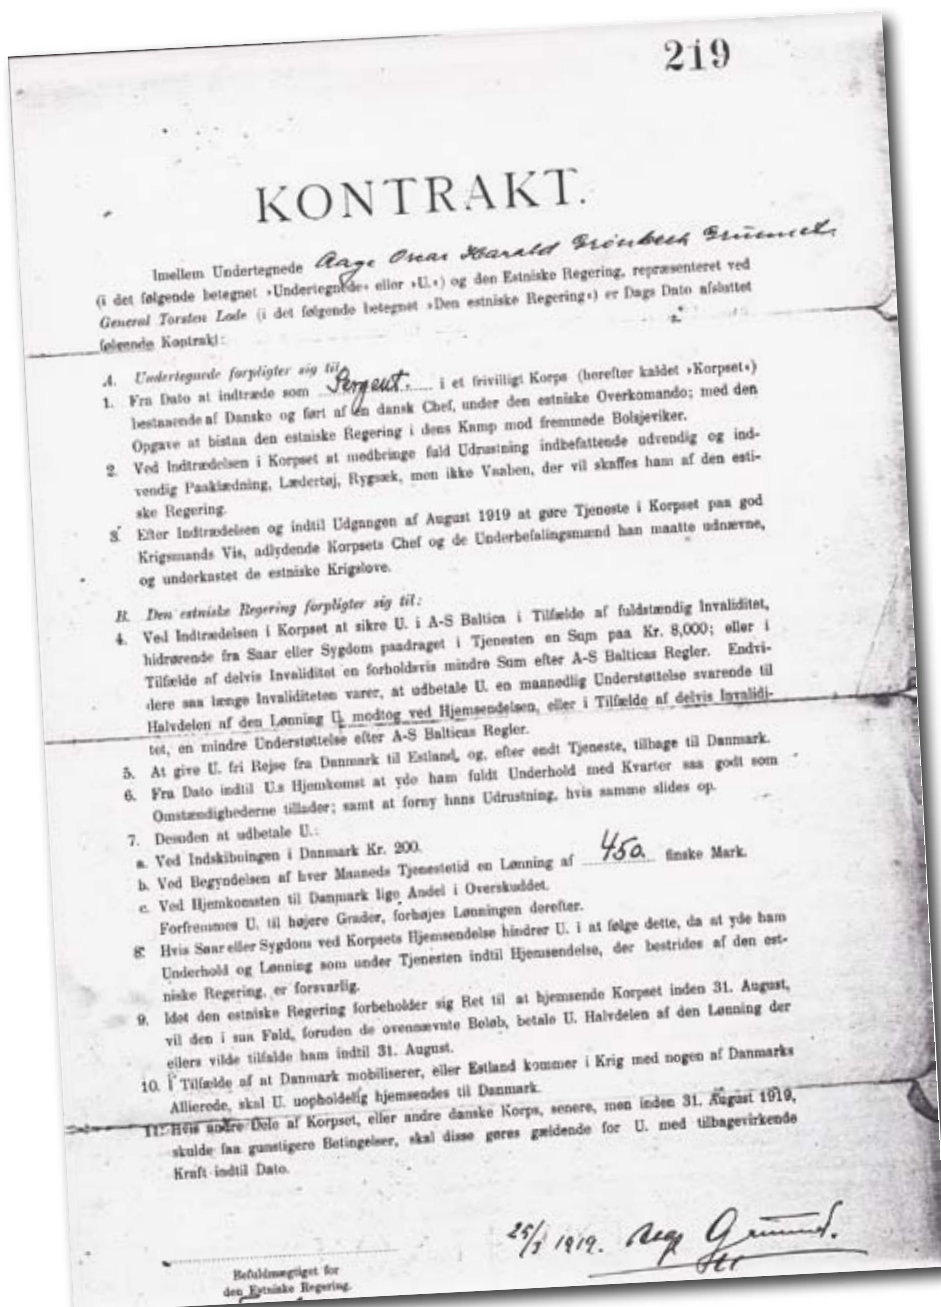 219
KONTRAKT.
Imellem Undertegnede Aage Oscar Harald Grønbech Grummet
(i det følgende betegnet »Undertegnede« eller »U.«) og den Estniske Regering, repræsenteret ved
General Torsten Lode (i det følgende betegnet »Den estniske Regering«) er Dags Dato afsluttet
følgende Kontrakt:
A. Undertegnede forpligter sig til
1. Fra Dato at indtræde som Sergent. i et frivilligt Korps (herefter kaldet »Korpset«)
bestaaende af Danske og ført af en dansk Chef, under den estniske Overkomando; med den
Opgave at bistaa den estniske Regering i dens Kamp mod fremmede Bolsjeviker.
2. Ved Indtrædelsen i Korpset at medbringe fuld Udrustning indbefattende udvendig og ind-
vendig Paaklædning, Lædertøj, Rygsæk, men ikke Vaaben, der vil skaffes ham af den esti-
ske Regering.
3. Efter Indtrædelsen og indtil Udgangen af August 1919 at gøre Tjeneste i Korpset paa god
Krigsmands Vis, adlydende Korpsets Chef og de Underbefalingsmænd han maatte udnævne,
og underkastet de estniske Krigslove.
B. Den estniske Regering forpligter sig til:
4. Ved Indtrædelsen i Korpset at sikre U. i A-S Baltica i Tilfælde af fuldstændig Invaliditet,
hidrørende fra Saar eller Sygdom paadraget i Tjenesten en Sum paa Kr. 8,000; eller i
Tilfælde af delvis Invaliditet en forholdsvis mindre Sum efter A-S Balticas Regler. Endvi-
dere saa længe Invaliditeten varer, at udbetale U. en maanedlig Understøttelse svarende til
Halvdelen af den Lønning U. modtog ved Hjemsendelsen, eller i Tilfælde af delvis Invalidi-
tet, en mindre Understøttelse efter A-S Balticas Regler.
5. At give U. fri Rejse fra Danmark til Estland, og, efter endt Tjeneste, tilbage til Danmark.
6. Fra Dato indtil U.s Hjemkomst at yde ham fuldt Underhold med Kvarter saa godt som
Omstændighederne tillader; samt at forny hans Udrustning, hvis samme slides op.
7. Desuden at udbetale U.:
a. Ved Indskibningen i Danmark Kr. 200.
b. Ved Begyndelsen af hver Maaneds Tjenestetid en Lønning af 450. finske Mark.
c. Ved Hjemkomsten til Danmark lige Andel i Overskuddet.
Forfremmes U. til højere Grader, forhøjes Lønningen derefter.
8. Hvis Saar eller Sygdom ved Korpsets Hjemsendelse hindrer U. i at følge dette, da at yde ham
Underhold og Lønning som under Tjenesten indtil Hjemsendelse, der bestrides af den est-
niske Regering, er forsvarlig.
9. Idet den estniske Regering forbeholder sig Ret til at hjemsende Korpset inden 31. August,
vil den i saa Fald, foruden de ovennævnte Beløb, betale U. Halvdelen af den Lønning der
ellers vilde tilfalde ham indtil 31. August.
10. I Tilfælde af at Danmark mobiliserer, eller Estland kommer i Krig med nogen af Danmarks
Allierede, skal U. uopholdelig hjemsendes til Danmark.
11. Hvis andre Dele af Korpset, eller andre danske Korps, senere, men inden 31. August 1919,
skulde faa gunstigere Betingelser, skal disse gøres gældende for U. med tilbagevirkende
Kraft indtil Dato.
1919. Aage
Befuldmægtiget for
den Estniske Regering.